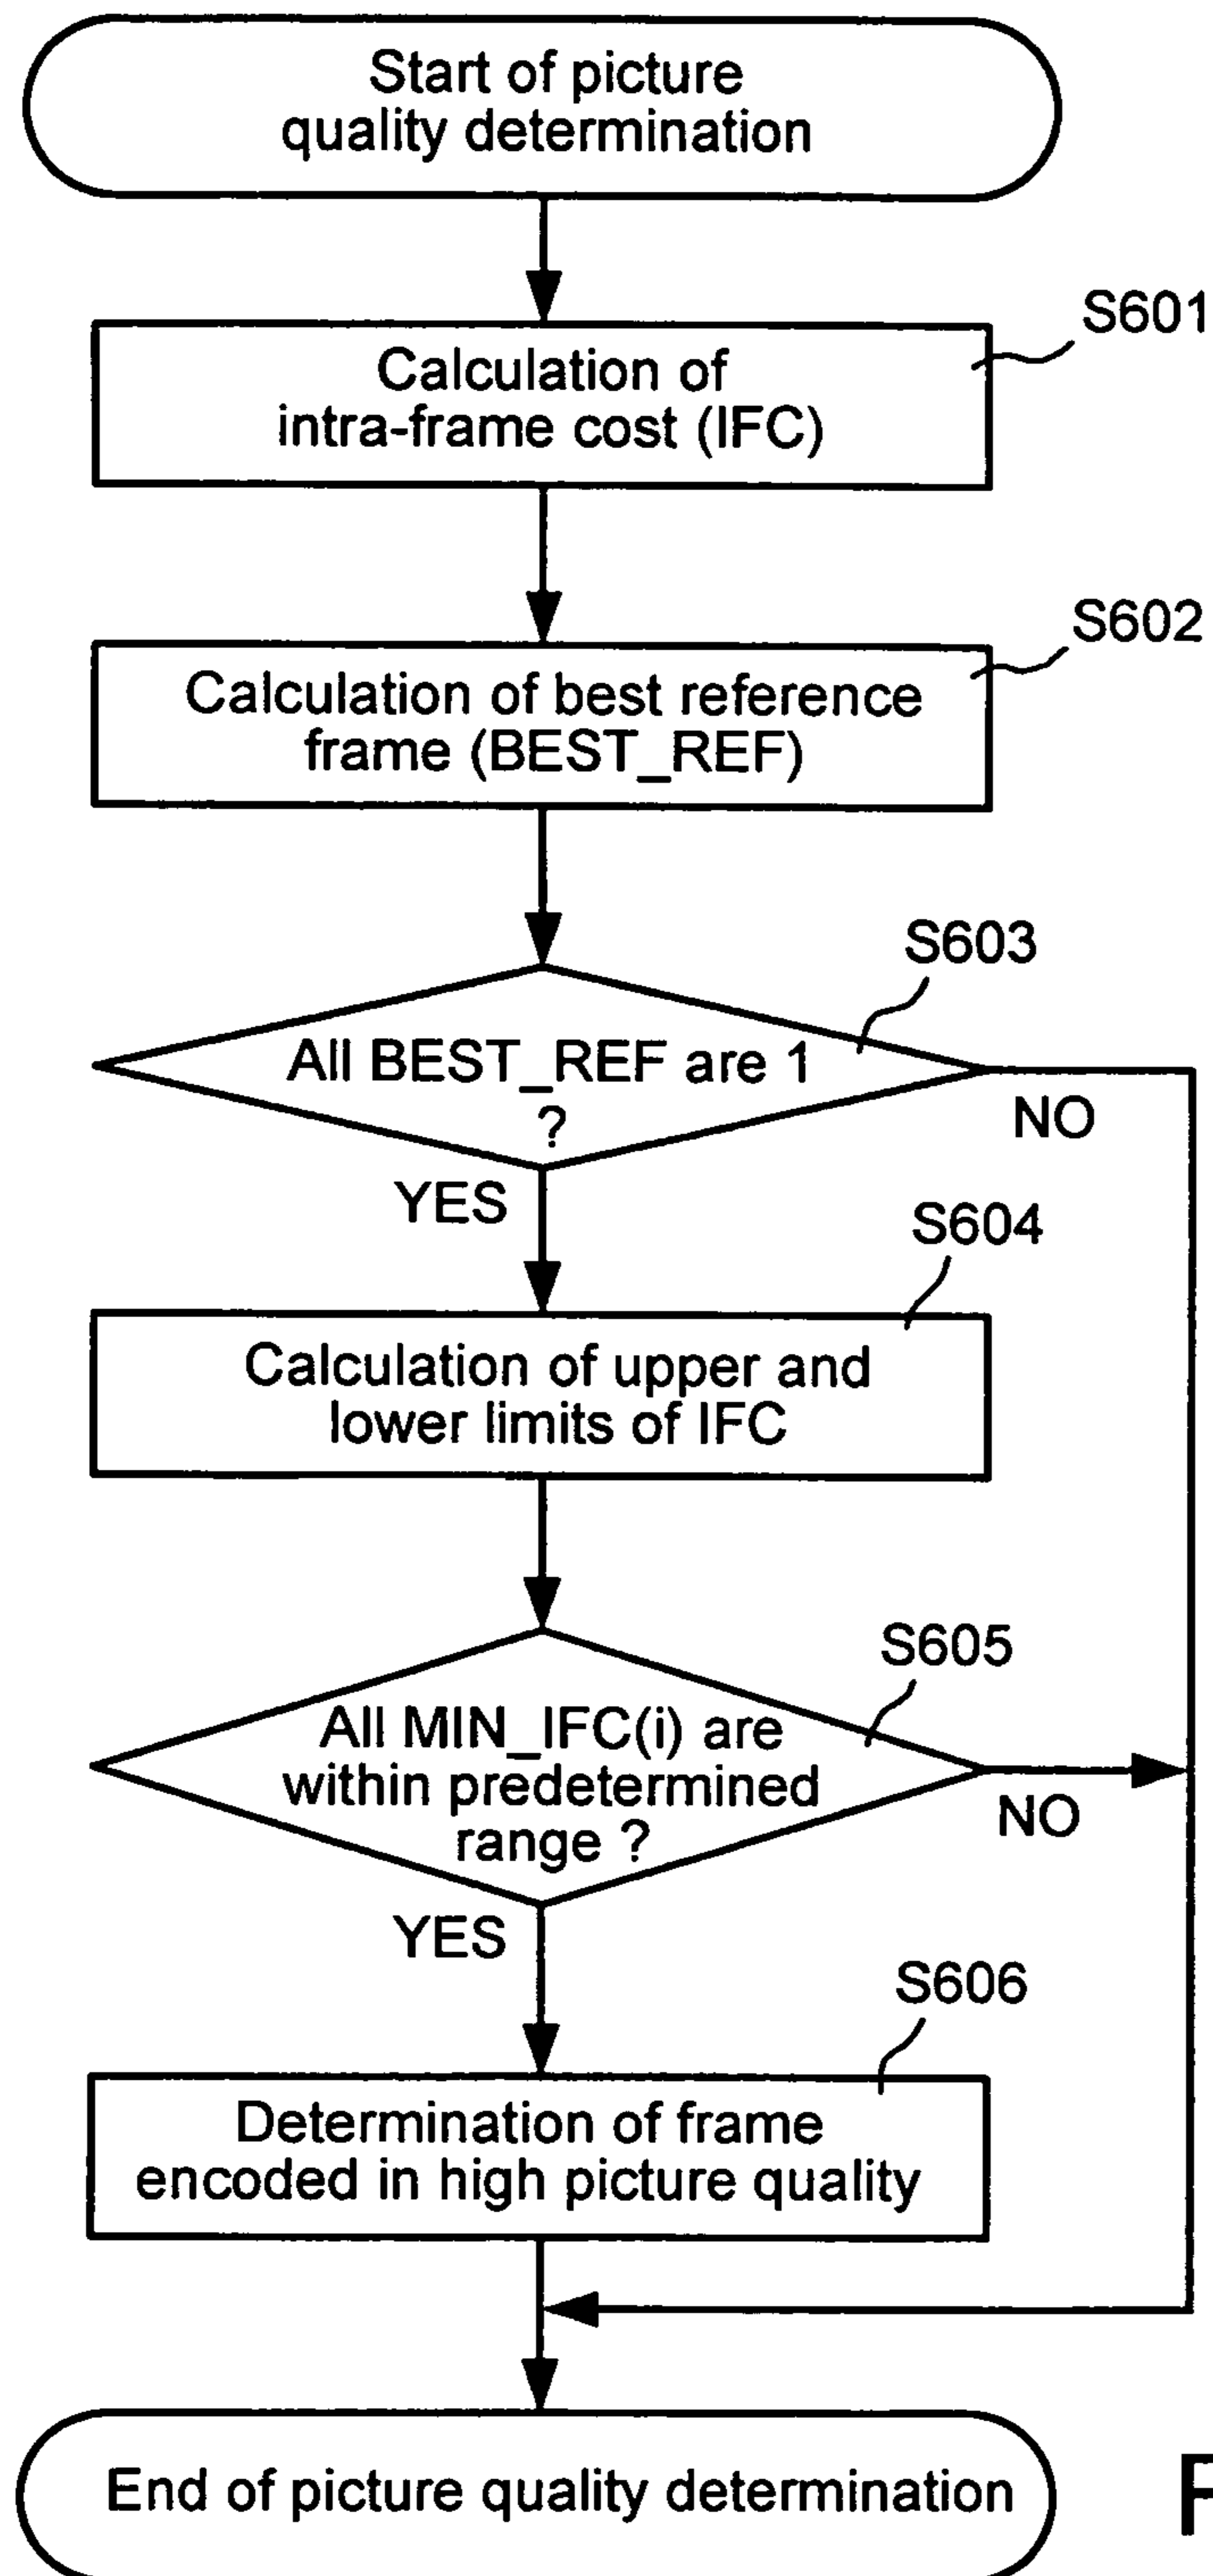 Start of picture
quality determination
S601
Calculation of
intra-frame cost (IFC)
S602
Calculation of best reference
frame (BEST_REF)
S603
All BEST_REF are 1
?
NO
YES
S604
Calculation of upper and
lower limits of IFC
S605
All MIN_IFC(i) are
within predetermined
range ?
NO
YES
S606
Determination of frame
encoded in high picture quality
End of picture quality determination